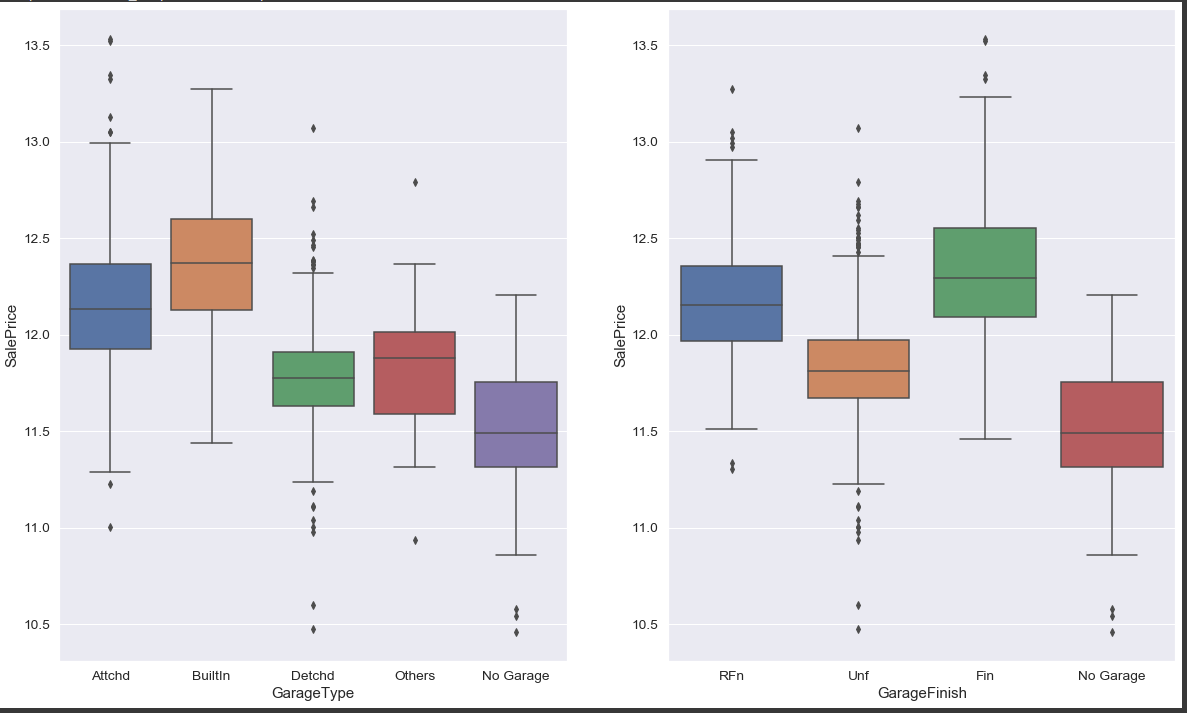 13.5
13.0
12.5
12.0
11.5
11.0
10.5
SalePrice
Attchd BuiltIn Detchd Others No Garage
GarageType
13.5
13.0
12.5
12.0
11.5
11.0
10.5
SalePrice
RFn Unf Fin No Garage
GarageFinish